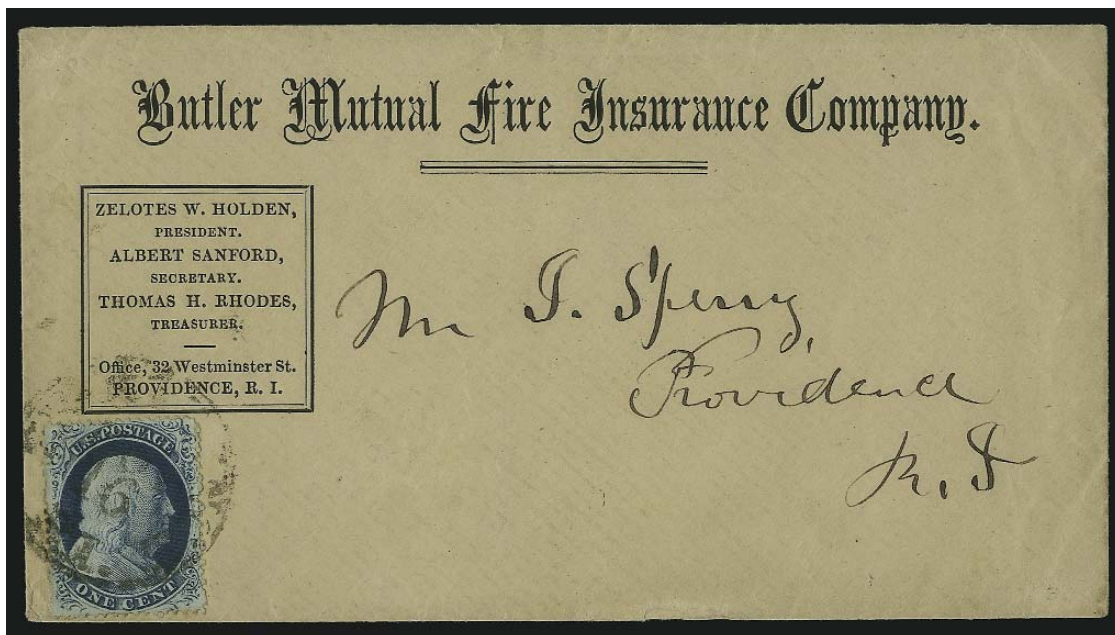 Butler Mutual Fire Insurance Company.
ZELOTES W. HOLDEN,
PRESIDENT.
ALBERT SANFORD,
SECRETARY.
THOMAS H. RHODES,
TREASURER.
Office, 32 Westminster St.
PROVIDENCE, R. I.
Mr J. Sperry,
Providence
R. I
U.S. POSTAGE
ONE CENT